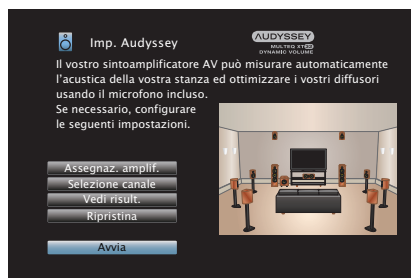 Imp. Audyssey
AUDYSSEY
MULTEQ XT32
DYNAMIC VOLUME
Il vostro sintoamplificatore AV può misurare automaticamente
l'acustica della vostra stanza ed ottimizzare i vostri diffusori
usando il microfono incluso.
Se necessario, configurare
le seguenti impostazioni.
Assegnaz. amplif.
Selezione canale
Vedi risult.
Ripristina
Avvia